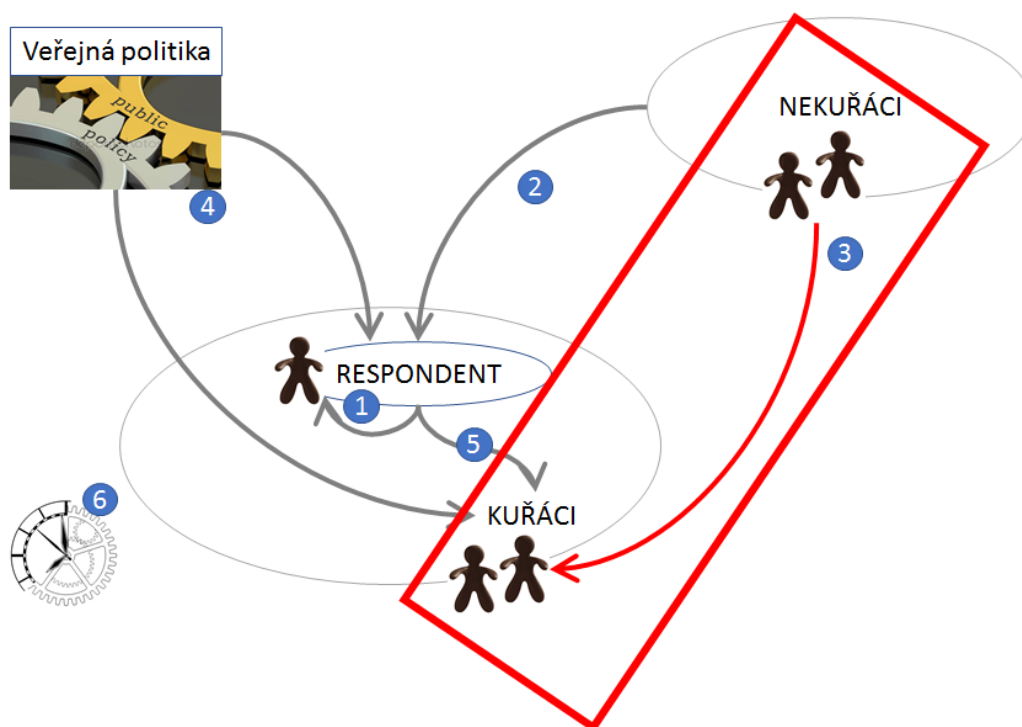 Veřejná politika
public
policy
NEKUŘÁCI
4
2
3
RESPONDENT
1
5
6
KUŘÁCI